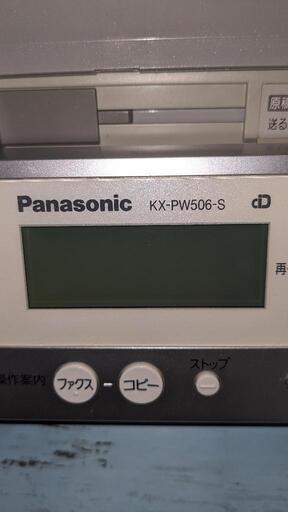 原稿
送る
Panasonic KX-PW506-S
再
ストップ
操作案内
ファクス - コピー